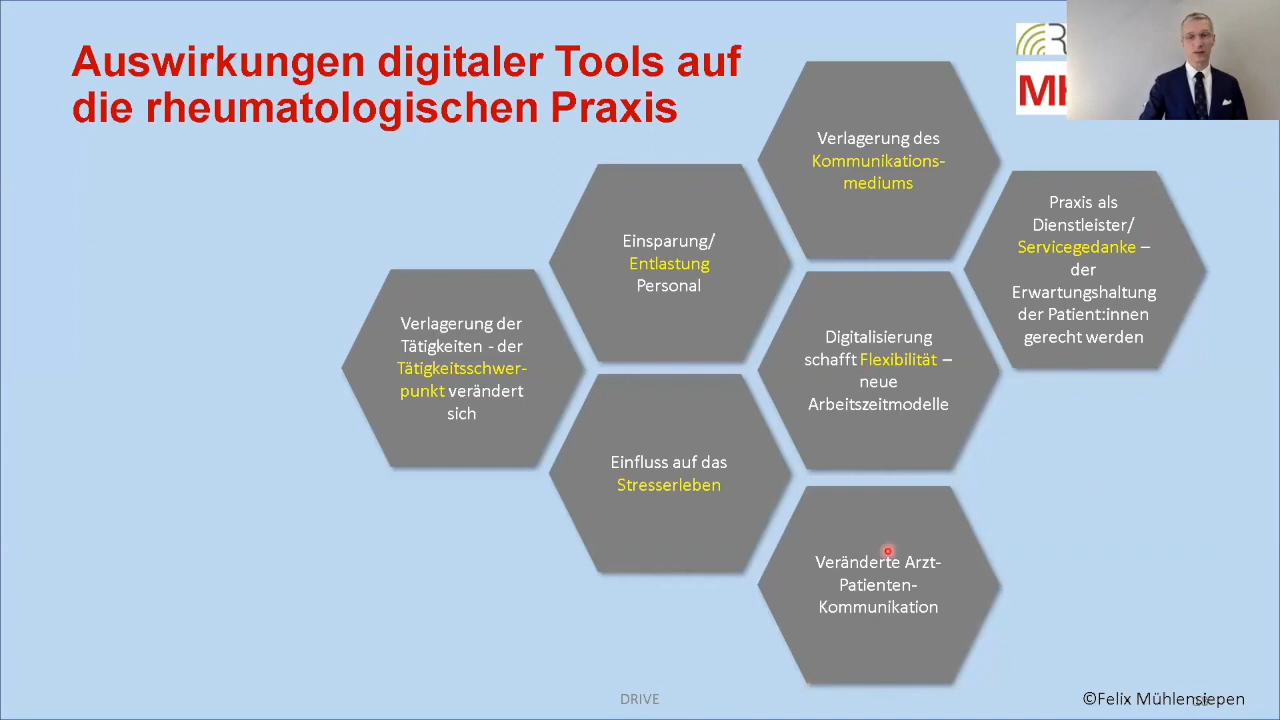 Auswirkungen digitaler Tools auf
die rheumatologischen Praxis
Verlagerung des
Kommunikations-
mediums
Praxis als
Dienstleister/
Servicegedanke –
der
Erwartungshaltung
der Patient:innen
gerecht werden
Einsparung/
Entlastung
Personal
Verlagerung der
Tätigkeiten - der
Tätigkeitsschwer-
punkt verändert
sich
Digitalisierung
schafft Flexibilität –
neue
Arbeitszeitmodelle
Einfluss auf das
Stresserleben
Veränderte Arzt-
Patienten-
Kommunikation
DRIVE
©Felix Mühlensiepen